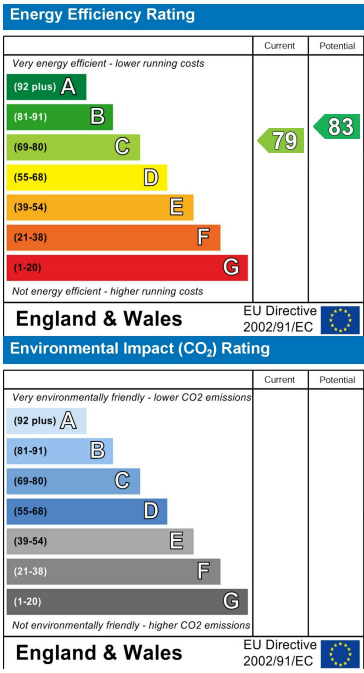 Energy Efficiency Rating
Current Potential
Very energy efficient - lower running costs
(92 plus) A
(81-91) B
(69-80) C
79 83
(55-68) D
(39-54) E
(21-38) F
(1-20) G
Not energy efficient - higher running costs
England & Wales
EU Directive
2002/91/EC
Environmental Impact (CO₂) Rating
Current Potential
Very environmentally friendly - lower CO2 emissions
(92 plus) A
(81-91) B
(69-80) C
(55-68) D
(39-54) E
(21-38) F
(1-20) G
Not environmentally friendly - higher CO2 emissions
England & Wales
EU Directive
2002/91/EC